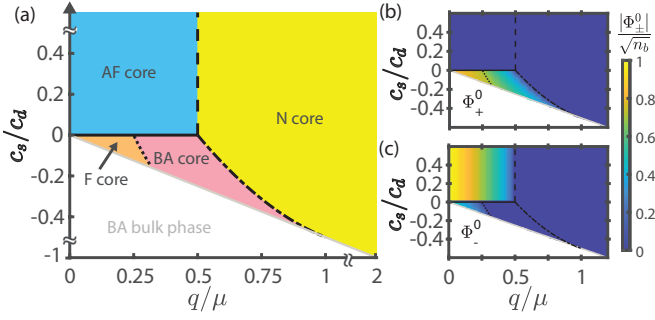 (a)
0.4
0.2
0
-0.2
-0.4
-1
c_s/c_d
AF core
N core
F core
BA core
BA bulk phase
0 0.25 0.5 0.75 1 2
q/μ
(b)
0.4
0.2
0
-0.2
-0.4
c_s/c_d
Φ₊⁰
(c)
0.4
0.2
0
-0.2
-0.4
c_s/c_d
Φ₋⁰
0 0.5 1
q/μ
|Φ±⁰|
√n_b
1
0.8
0.6
0.4
0.2
0